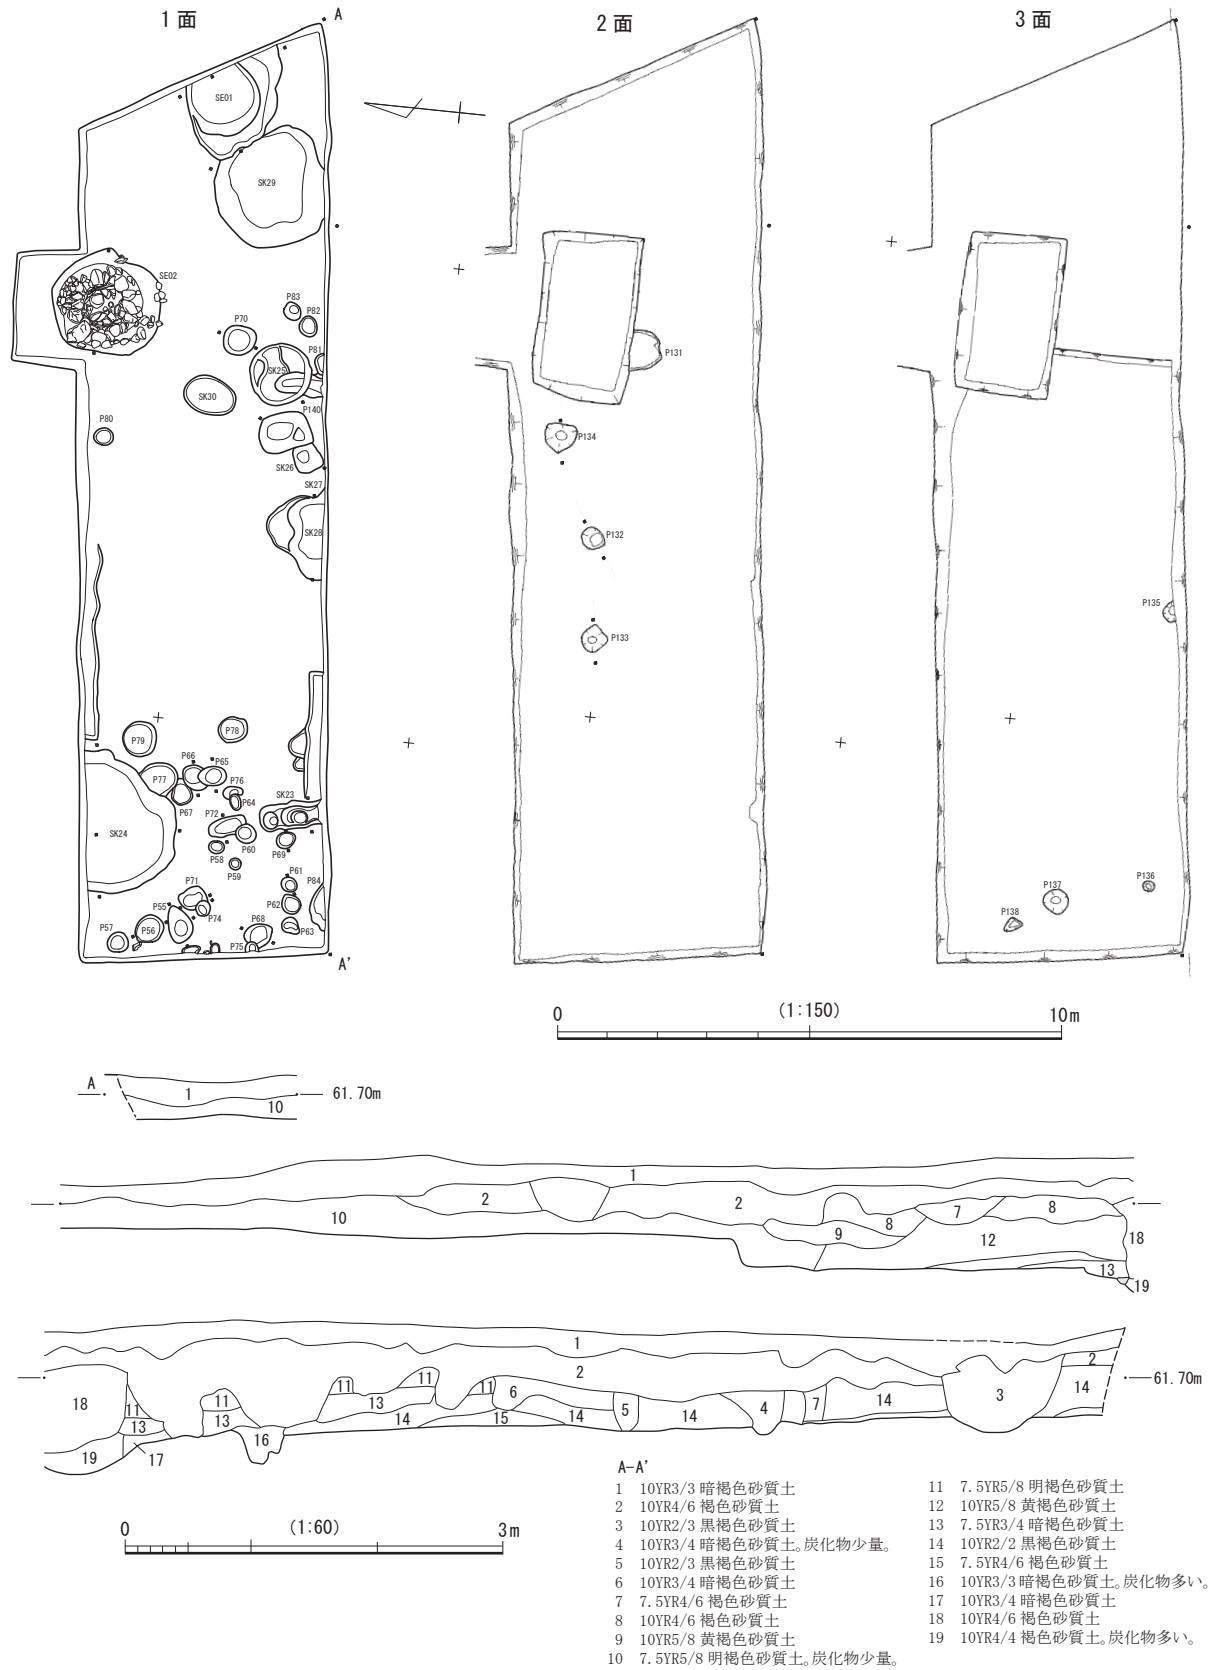 1面
2面
3面
A
SE01
SK29
SE02
P83
P82
P70
P81
SK25
SK30
P140
P80
SK26
SK27
SK28
P79
P78
P66
P65
P77
P76
P64
P67
SK23
P72
SK24
P60
P69
P58
P59
P71
P61
P84
P55
P74
P62
P57
P56
P68
P63
P75
A'
P131
P134
P132
P133
P135
P136
P137
P138
0 (1:150) 10m
A
1
10
61.70m
1
2
2
10
7
8
8
9
12
18
13
19
1
2
2
18
11
11
11
11
11
13
13
13
6
14
14
14
14
14
15
5
4
7
3
16
17
19
61.70m
0 (1:60) 3m
A-A'
1 10YR3/3 暗褐色砂質土
2 10YR4/6 褐色砂質土
3 10YR2/3 黒褐色砂質土
4 10YR3/4 暗褐色砂質土。炭化物少量。
5 10YR2/3 黒褐色砂質土
6 10YR3/4 暗褐色砂質土
7 7.5YR4/6 褐色砂質土
8 10YR4/6 褐色砂質土
9 10YR5/8 黄褐色砂質土
10 7.5YR5/8 明褐色砂質土。炭化物少量。
11 7.5YR5/8 明褐色砂質土
12 10YR5/8 黄褐色砂質土
13 7.5YR3/4 暗褐色砂質土
14 10YR2/2 黒褐色砂質土
15 7.5YR4/6 褐色砂質土
16 10YR3/3 暗褐色砂質土。炭化物多い。
17 10YR3/4 暗褐色砂質土
18 10YR4/6 褐色砂質土
19 10YR4/4 褐色砂質土。炭化物多い。